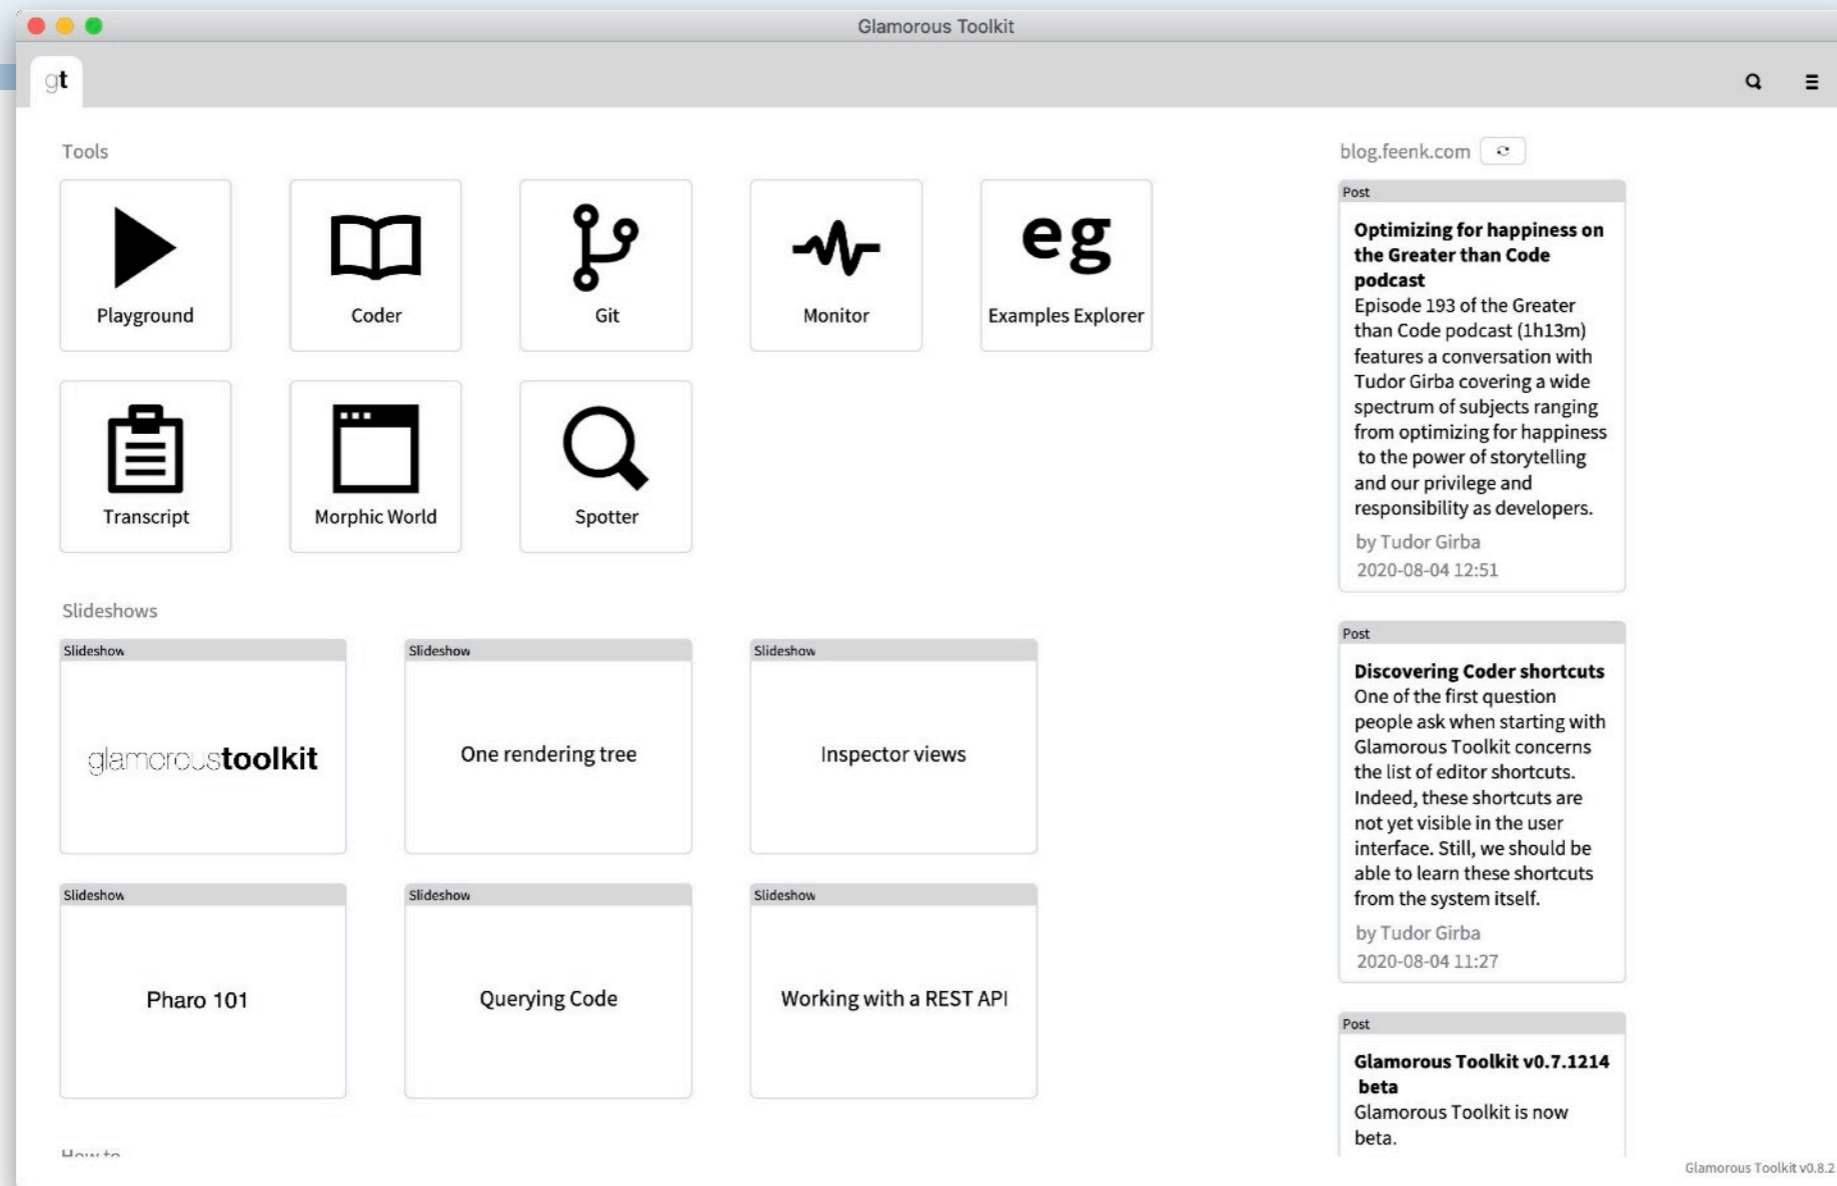 Glamorous Toolkit
gt
Tools
Playground
Coder
Git
Monitor
eg
Examples Explorer
Transcript
Morphic World
Spotter
Slideshows
Slideshow
glamoroustoolkit
Slideshow
One rendering tree
Slideshow
Inspector views
Slideshow
Pharo 101
Slideshow
Querying Code
Slideshow
Working with a REST API
How to
blog.feenk.com
Post
Optimizing for happiness on
the Greater than Code
podcast
Episode 193 of the Greater
than Code podcast (1h13m)
features a conversation with
Tudor Girba covering a wide
spectrum of subjects ranging
from optimizing for happiness
to the power of storytelling
and our privilege and
responsibility as developers.
by Tudor Girba
2020-08-04 12:51
Post
Discovering Coder shortcuts
One of the first question
people ask when starting with
Glamorous Toolkit concerns
the list of editor shortcuts.
Indeed, these shortcuts are
not yet visible in the user
interface. Still, we should be
able to learn these shortcuts
from the system itself.
by Tudor Girba
2020-08-04 11:27
Post
Glamorous Toolkit v0.7.1214
beta
Glamorous Toolkit is now
beta.
Glamorous Toolkit v0.8.2